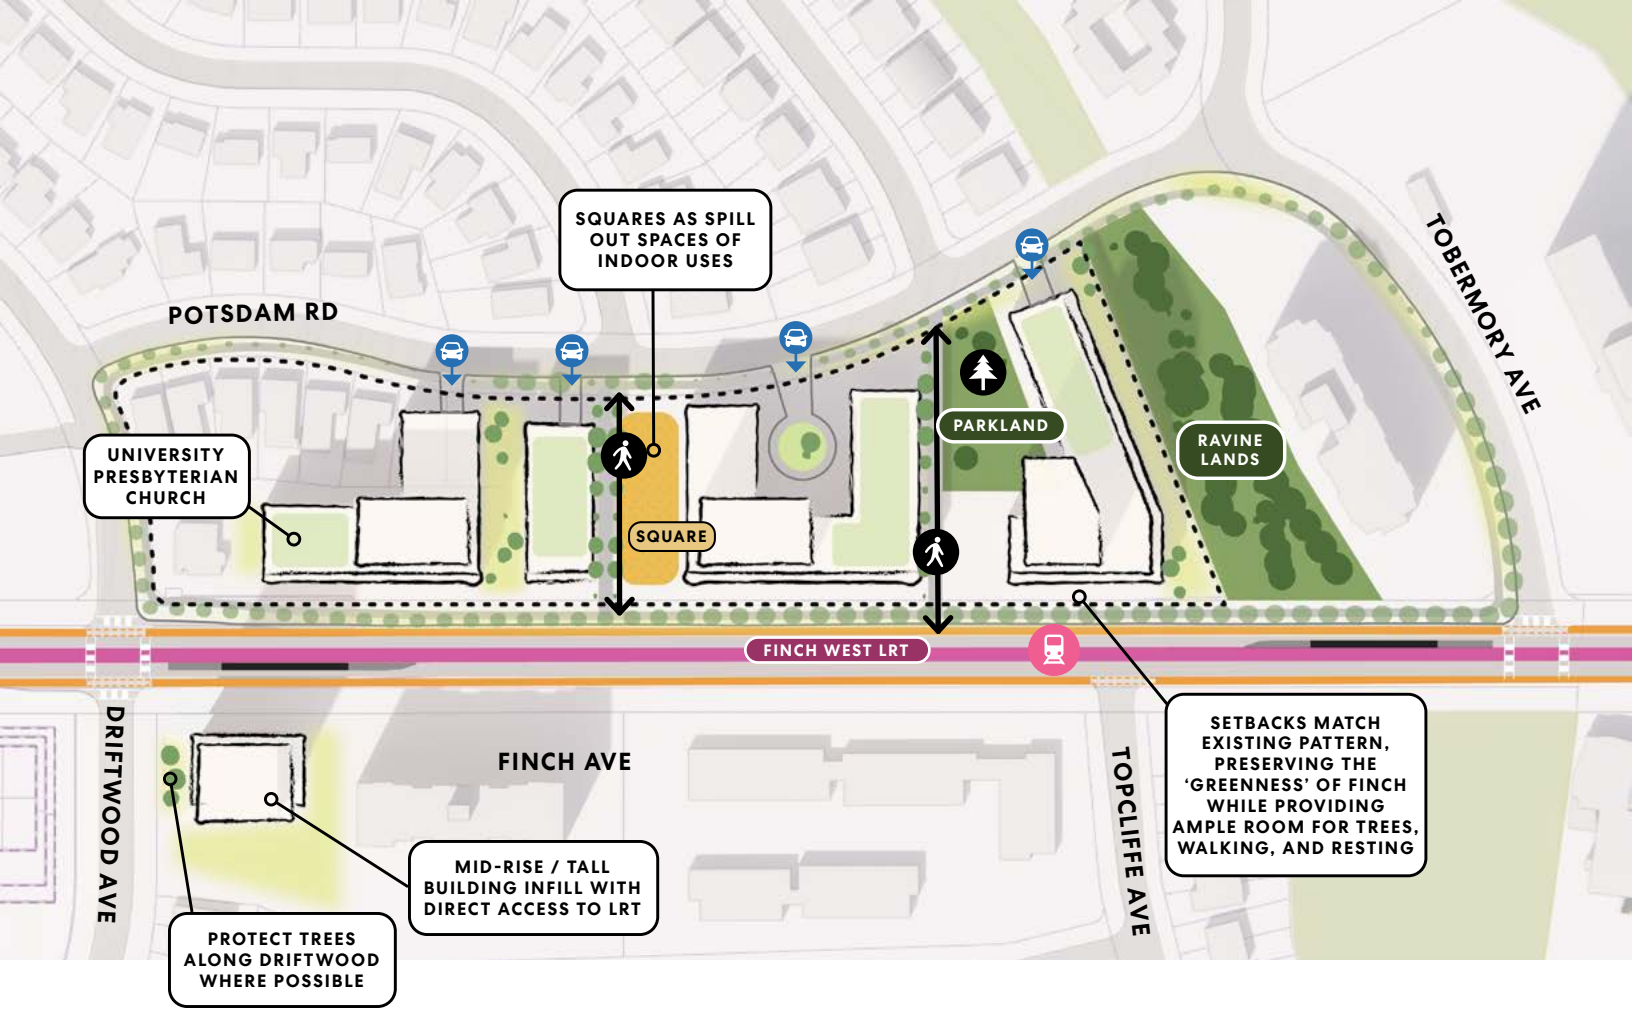 SQUARES AS SPILL
OUT SPACES OF
INDOOR USES
POTSDAM RD
TOBERMORY AVE
PARKLAND
RAVINE
LANDS
UNIVERSITY
PRESBYTERIAN
CHURCH
SQUARE
FINCH WEST LRT
DRIFTWOOD AVE
FINCH AVE
TOPCLIFFE AVE
SETBACKS MATCH
EXISTING PATTERN,
PRESERVING THE
‘GREENNESS’ OF FINCH
WHILE PROVIDING
AMPLE ROOM FOR TREES,
WALKING, AND RESTING
MID-RISE / TALL
BUILDING INFILL WITH
DIRECT ACCESS TO LRT
PROTECT TREES
ALONG DRIFTWOOD
WHERE POSSIBLE